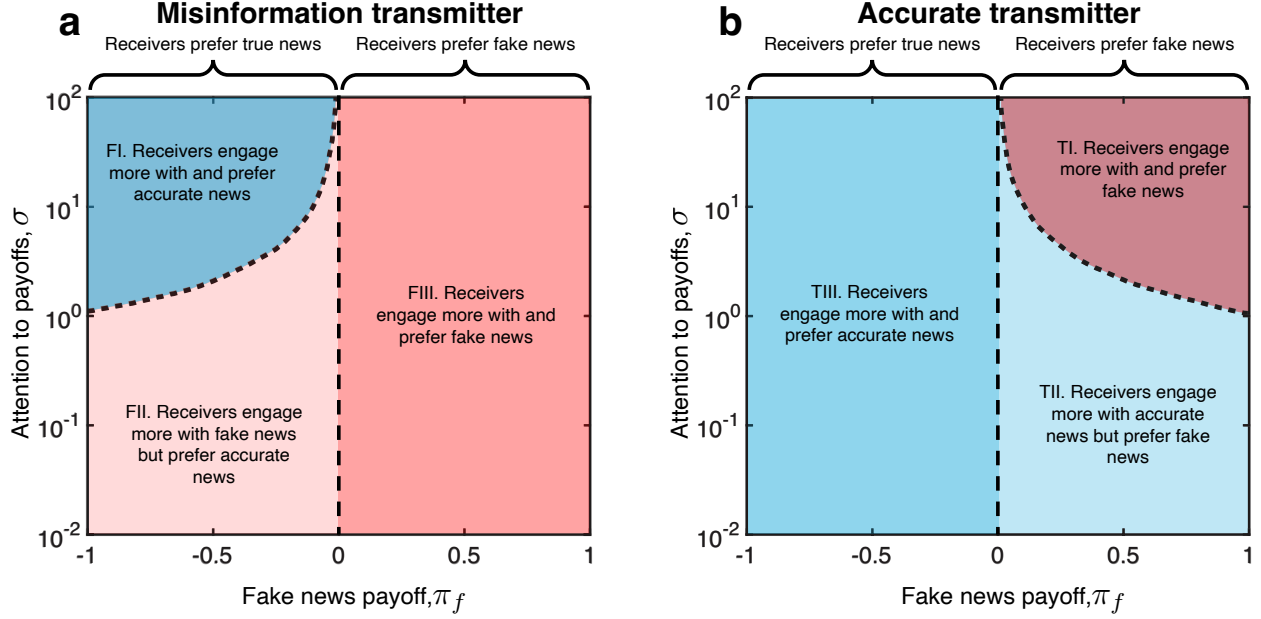 a
Misinformation transmitter
Receivers prefer true news
Receivers prefer fake news
10^2
10^1
10^0
10^-1
10^-2
Attention to payoffs, σ
FI. Receivers engage
more with and prefer
accurate news
FII. Receivers engage
more with fake news
but prefer accurate
news
FIII. Receivers
engage more with and
prefer fake news
-1
-0.5
0
0.5
1
Fake news payoff,π_f
b
Accurate transmitter
Receivers prefer true news
Receivers prefer fake news
10^2
10^1
10^0
10^-1
10^-2
Attention to payoffs, σ
TIII. Receivers
engage more with and
prefer accurate news
TI. Receivers engage
more with and prefer
fake news
TII. Receivers engage
more with accurate
news but prefer fake
news
-1
-0.5
0
0.5
1
Fake news payoff,π_f